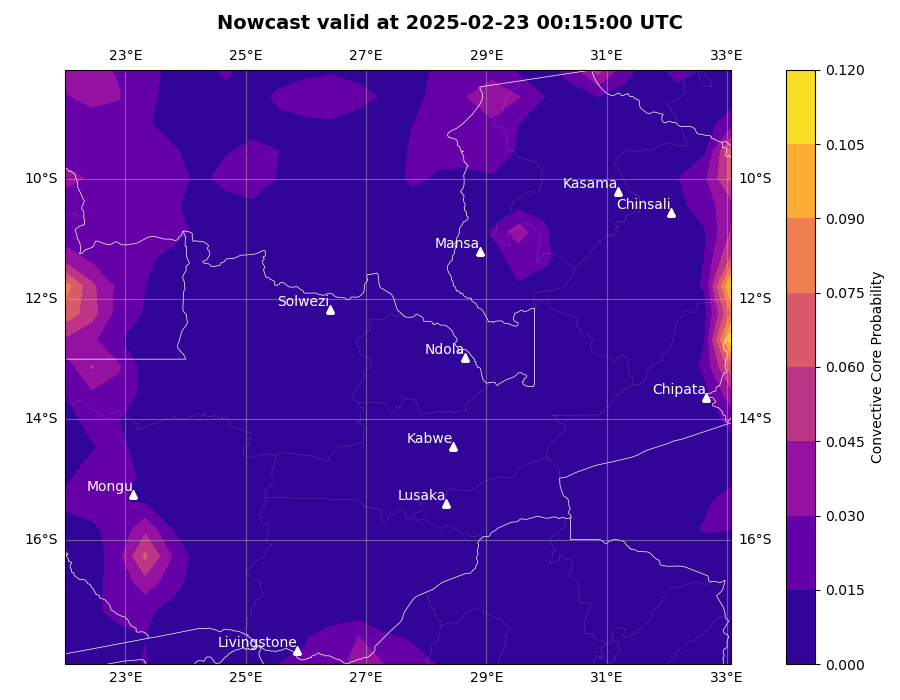 Nowcast valid at 2025-02-23 00:15:00 UTC
23°E 25°E 27°E 29°E 31°E 33°E
0.120
0.105
10°S 10°S
Kasama
Chinsali
0.090
Mansa
12°S 12°S
Solwezi
0.075
Ndola
0.060
Chipata
14°S 14°S
Kabwe
0.045
Mongu
Lusaka
0.030
16°S 16°S
0.015
Livingstone
0.000
23°E 25°E 27°E 29°E 31°E 33°E
Convective Core Probability